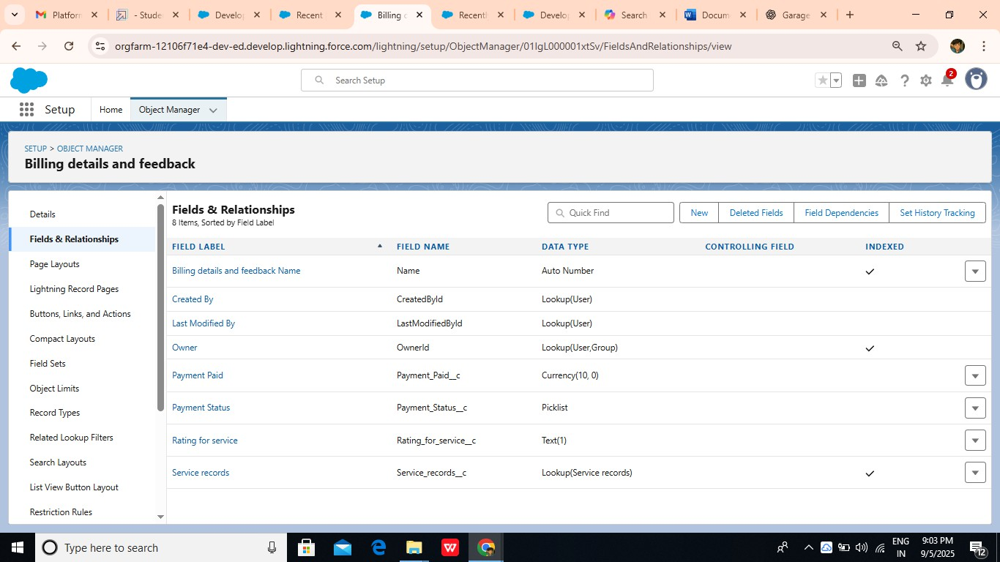 Platform
- Stude
Develo
Recent
Billing
Recentl
Develo
Search
Docum
Garage
orgfarm-12106f71e4-dev-ed.develop.lightning.force.com/lightning/setup/ObjectManager/01IgL000001xtSv/FieldsAndRelationships/view
Search Setup
2
Setup
Home
Object Manager
SETUP > OBJECT MANAGER
Billing details and feedback
Details
Fields & Relationships
Page Layouts
Lightning Record Pages
Buttons, Links, and Actions
Compact Layouts
Field Sets
Object Limits
Record Types
Related Lookup Filters
Search Layouts
List View Button Layout
Restriction Rules
Fields & Relationships
8 Items, Sorted by Field Label
Quick Find
New
Deleted Fields
Field Dependencies
Set History Tracking
FIELD LABEL FIELD NAME DATA TYPE CONTROLLING FIELD INDEXED
Billing details and feedback Name Name Auto Number
Created By CreatedById Lookup(User)
Last Modified By LastModifiedById Lookup(User)
Owner OwnerId Lookup(User,Group)
Payment Paid Payment_Paid__c Currency(10, 0)
Payment Status Payment_Status__c Picklist
Rating for service Rating_for_service__c Text(1)
Service records Service_records__c Lookup(Service records)
Type here to search
ENG
IN
9:03 PM
9/5/2025
12